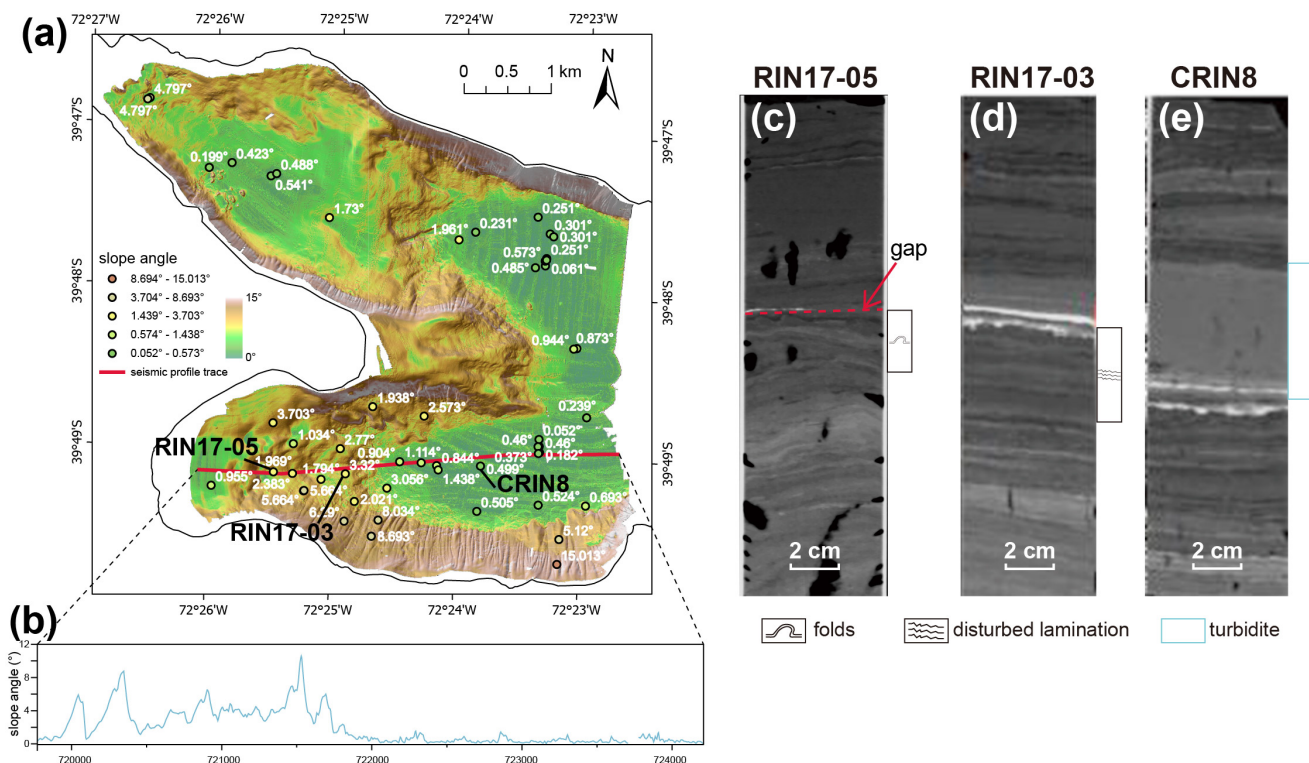 (a)
72°27'W 72°26'W 72°25'W 72°24'W 72°23'W
N
0 0.5 1 km
39°47'S
39°48'S
39°49'S
39°47'S
39°48'S
39°49'S
4.797°
4.797°
0.199°
0.423°
0.488°
0.541°
1.73°
1.961°
0.231°
0.251°
0.301°
0.301°
0.573°
0.251°
0.485°
0.061°
0.944°
0.873°
slope angle
8.694° - 15.013°
3.704° - 8.693°
1.439° - 3.703°
0.574° - 1.438°
0.052° - 0.573°
seismic profile trace
15°
0°
1.938°
2.573°
3.703°
0.239°
1.034°
2.77°
0.052°
RIN17-05
0.904°
1.114°
0.46°
0.46°
1.969°
1.794°
3.32°
0.844°
0.373°
0.182°
0.955°
2.383°
5.664°
5.664°
1.438°
0.499°
CRIN8
3.056°
2.021°
0.505°
0.524°
0.693°
RIN17-03
8.034°
8.693°
5.12°
15.013°
72°26'W 72°25'W 72°24'W 72°23'W
(b)
slope angle (°)
12
8
4
0
720000 721000 722000 723000 724000
RIN17-05
(c)
gap
2 cm
RIN17-03
(d)
2 cm
CRIN8
(e)
2 cm
folds
disturbed lamination
turbidite